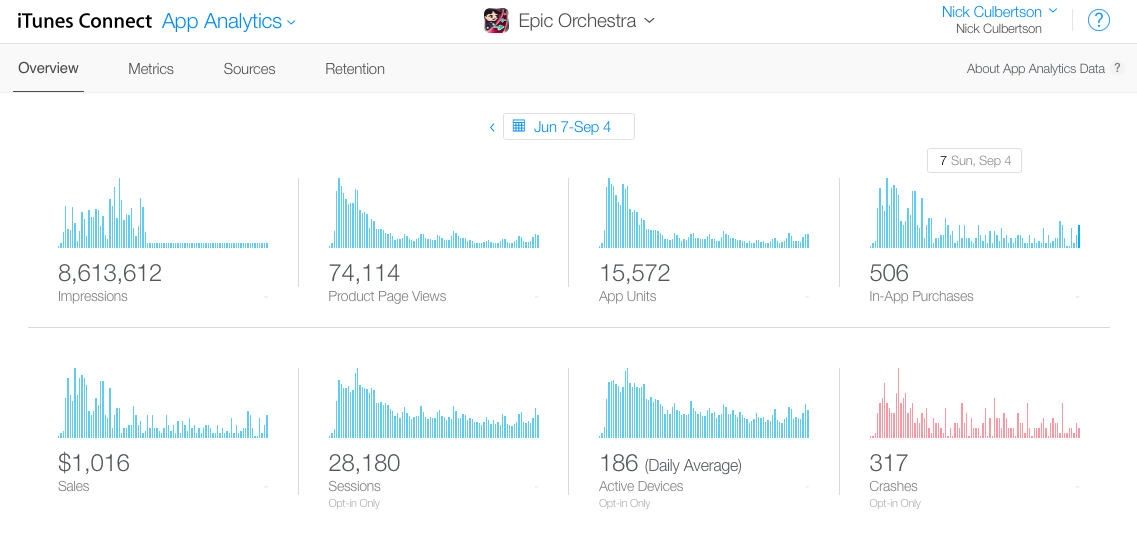 iTunes Connect App Analytics
Epic Orchestra
Nick Culbertson
Nick Culbertson
?
Overview
Metrics
Sources
Retention
About App Analytics Data ?
Jun 7-Sep 4
7 Sun, Sep 4
8,613,612
Impressions
-
74,114
Product Page Views
-
15,572
App Units
-
506
In-App Purchases
-
$1,016
Sales
-
28,180
Sessions
-
Opt-in Only
186 (Daily Average)
Active Devices
-
Opt-in Only
317
Crashes
-
Opt-in Only